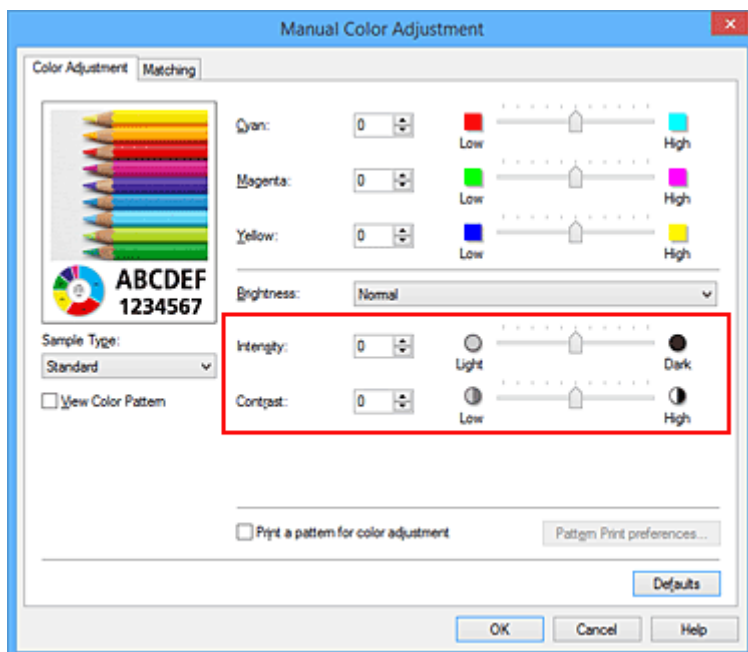 Manual Color Adjustment
Color Adjustment Matching
Cyan: 0 Low High
Magenta: 0 Low High
Yellow: 0 Low High
ABCDEF
1234567
Brightness: Normal
Sample Type:
Standard
Intensity: 0 Light Dark
View Color Pattern
Contrast: 0 Low High
Print a pattern for color adjustment Pattern Print preferences...
Defaults
OK Cancel Help